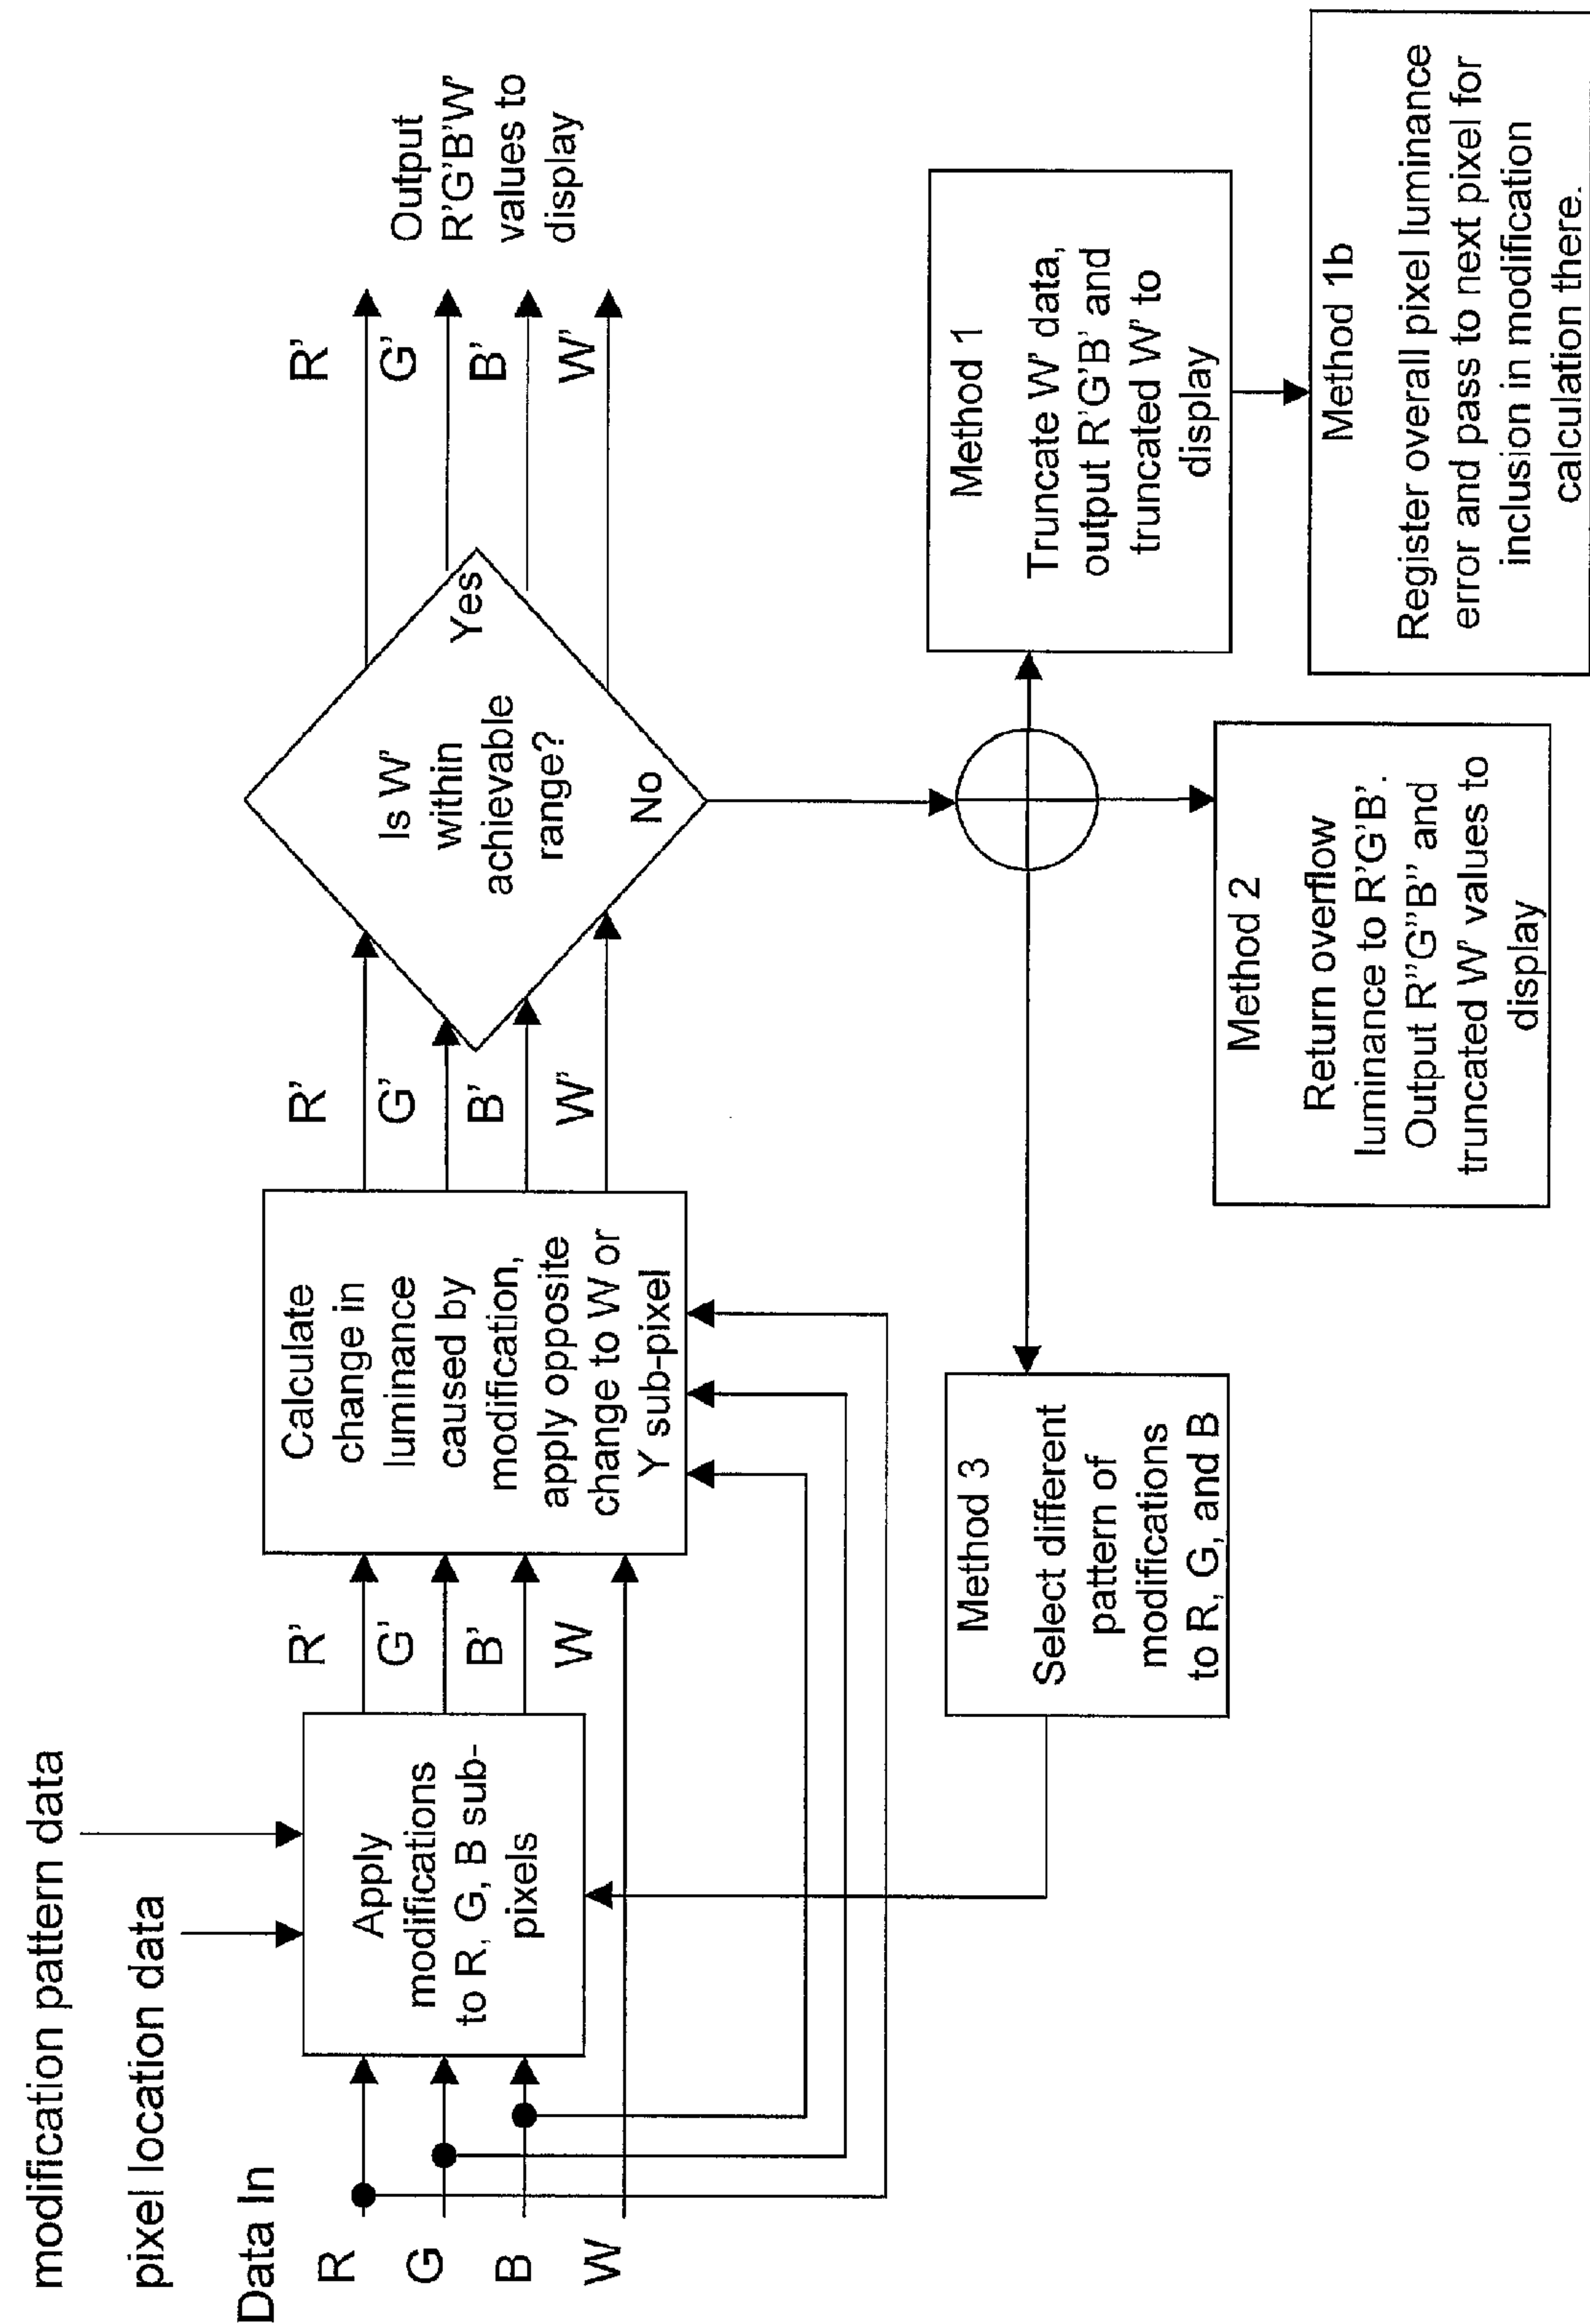 modification pattern data
pixel location data
Data In
R
G
B
W
Apply
modifications
to R, G, B sub-
pixels
R'
G'
B'
W
Calculate
change in
luminance
caused by
modification,
apply opposite
change to W or
Y sub-pixel
R'
G'
B'
W'
Is W'
within
achievable
range?
Yes
No
R'
G'
B'
W'
Output
R'G'B'W'
values to
display
Method 3
Select different
pattern of
modifications
to R, G, and B
Method 2
Return overflow
luminance to R'G'B'.
Output R"G"B" and
truncated W' values to
display
Method 1
Truncate W' data,
output R'G'B' and
truncated W' to
display
Method 1b
Register overall pixel luminance
error and pass to next pixel for
inclusion in modification
calculation there.